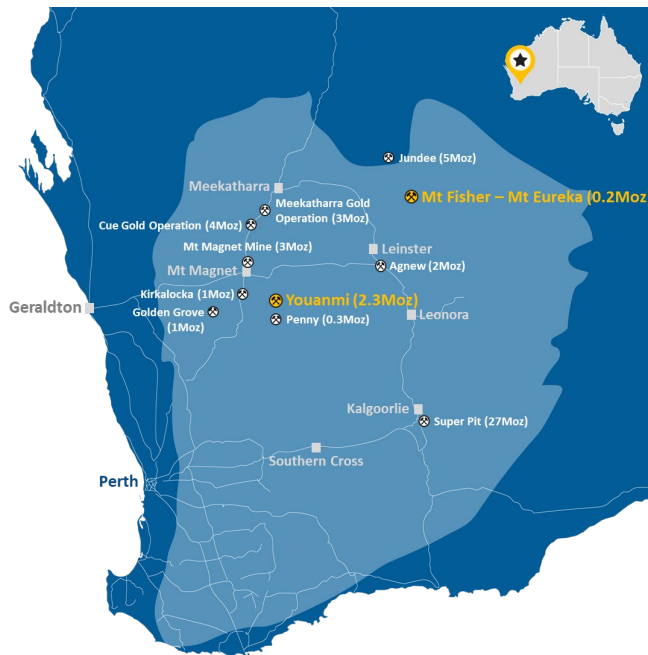 Jundee (5Moz)
Meekatharra
Mt Fisher – Mt Eureka (0.2Moz
Meekatharra Gold
Operation (3Moz)
Cue Gold Operation (4Moz)
Mt Magnet Mine (3Moz)
Leinster
Mt Magnet
Agnew (2Moz)
Kirkalocka (1Moz)
Youanmi (2.3Moz)
Geraldton
Golden Grove
(1Moz)
Penny (0.3Moz)
Leonora
Kalgoorlie
Super Pit (27Moz)
Southern Cross
Perth